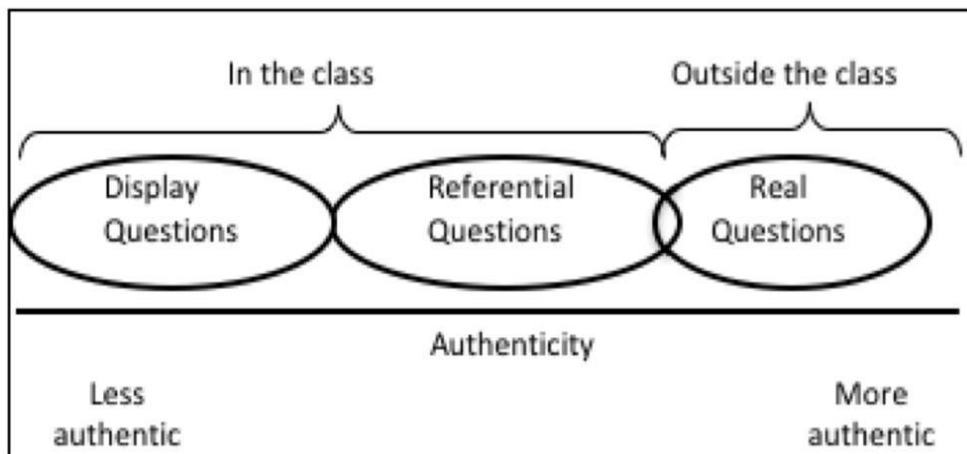 In the class
Outside the class
Display
Questions
Referential
Questions
Real
Questions
Authenticity
Less
authentic
More
authentic